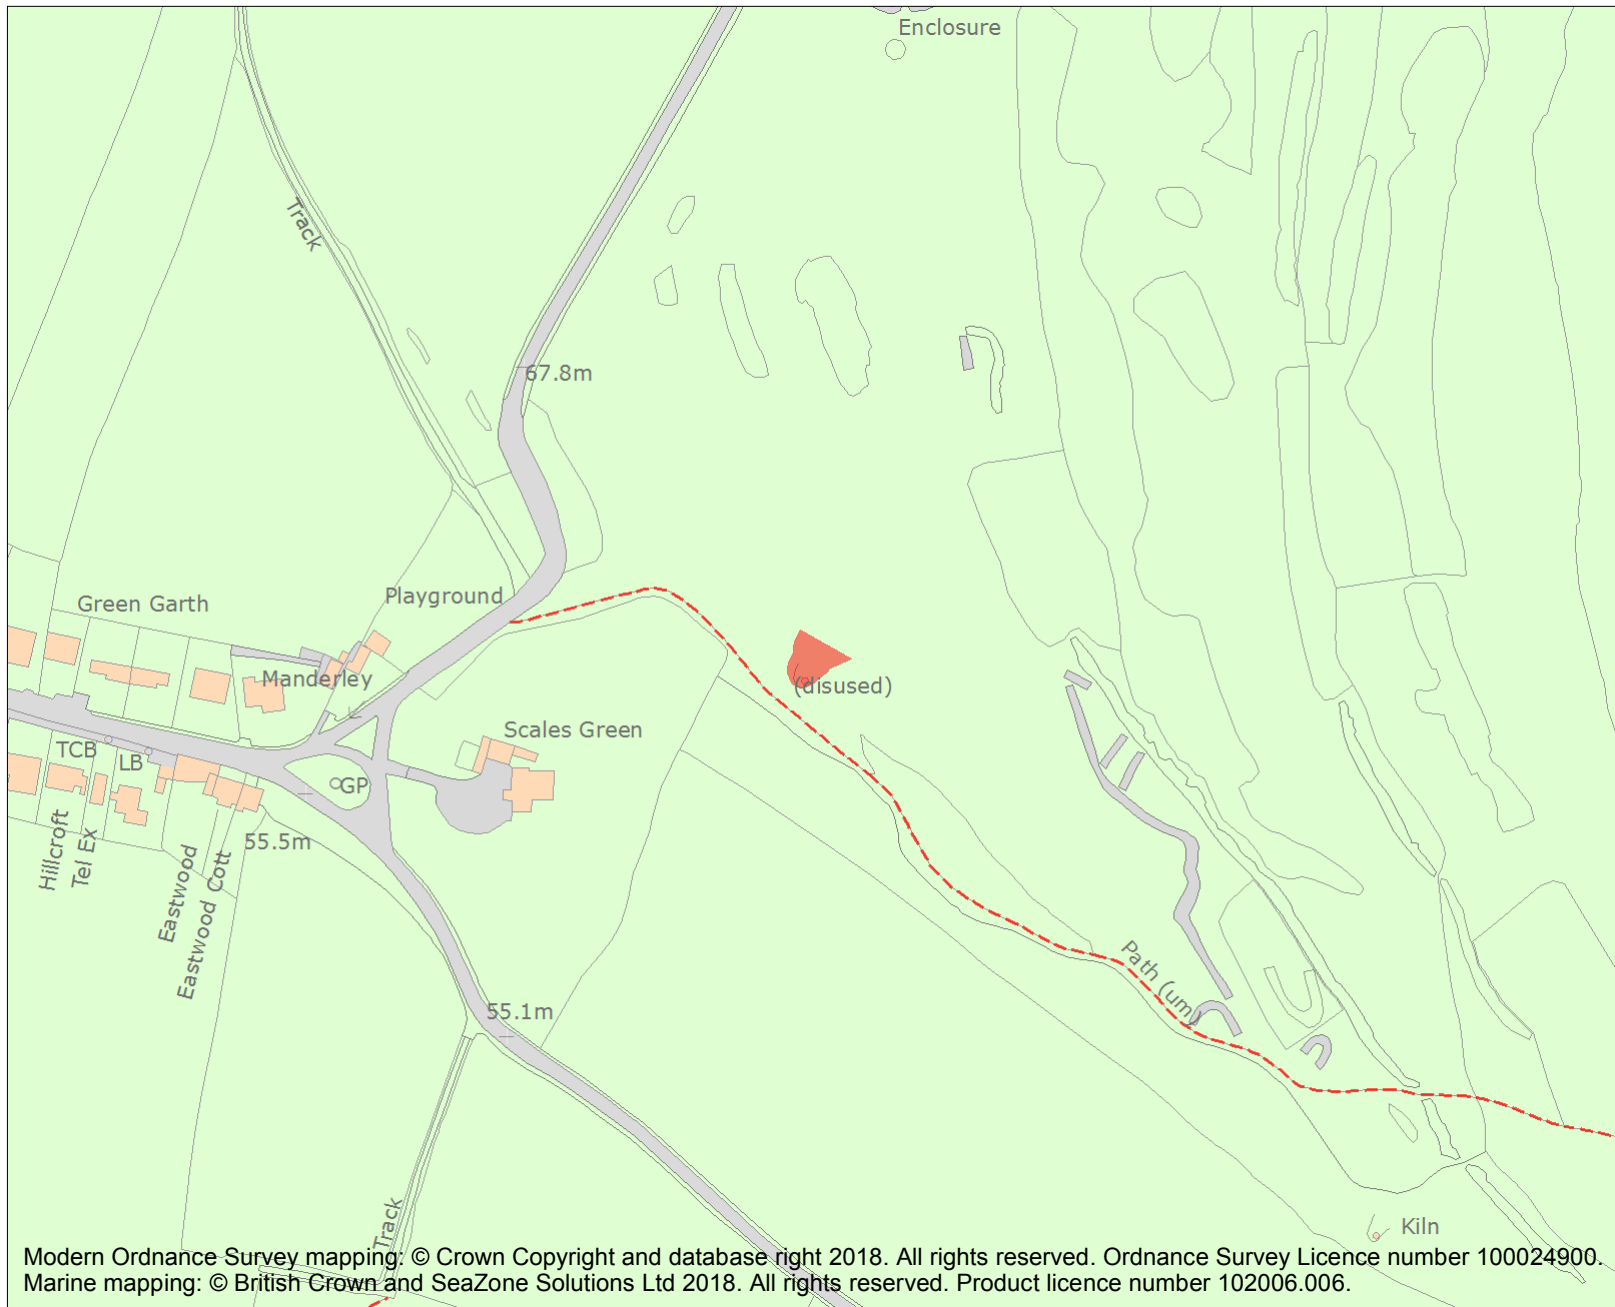 Enclosure
Track
67.8m
Playground
Green Garth
Manderley
(disused)
Scales Green
TCB
LB
GP
55.5m
Hillcroft
Tel Ex
Eastwood
Eastwood Cott
Path (um)
55.1m
Track
Kiln
Modern Ordnance Survey mapping: © Crown Copyright and database right 2018. All rights reserved. Ordnance Survey Licence number 100024900.
Marine mapping: © British Crown and SeaZone Solutions Ltd 2018. All rights reserved. Product licence number 102006.006.